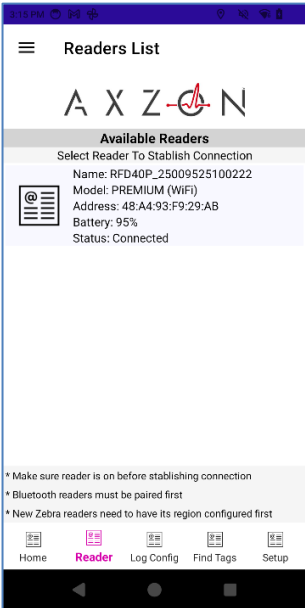 3:15 PM
Readers List
AXZON
Available Readers
Select Reader To Stablish Connection
Name: RFD40P_25009525100222
Model: PREMIUM (WiFi)
Address: 48:A4:93:F9:29:AB
Battery: 95%
Status: Connected
* Make sure reader is on before stablishing connection
* Bluetooth readers must be paired first
* New Zebra readers need to have its region configured first
Home Reader Log Config Find Tags Setup